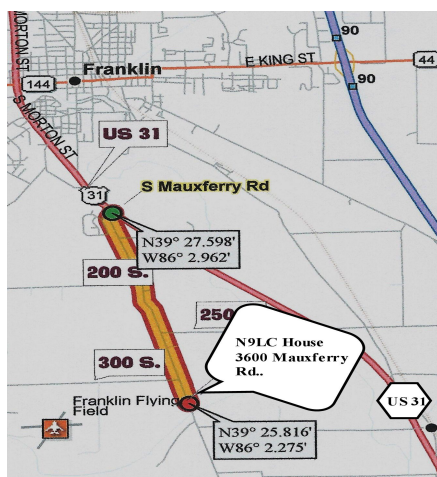 90
MORTON ST
Franklin
E KING ST
44
144
90
S MORTON ST
US 31
S Mauxferry Rd
31
N39° 27.598'
W86° 2.962'
200 S.
250
N9LC House
3600 Mauxferry
Rd..
300 S.
Franklin Flying
Field
US 31
N39° 25.816'
W86° 2.275'